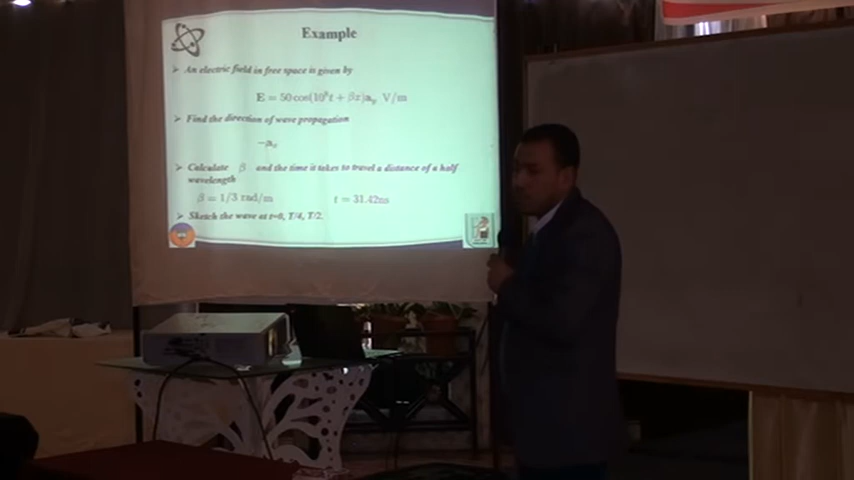 Example
➢ An electric field in free space is given by
E = 50 cos(10⁸t + βx)aᵧ V/m
➢ Find the direction of wave propagation
−aₓ
➢ Calculate β and the time it takes to travel a distance of a half
wavelength
β = 1/3 rad/m t = 31.42ns
➢ Sketch the wave at t=0, T/4, T/2.